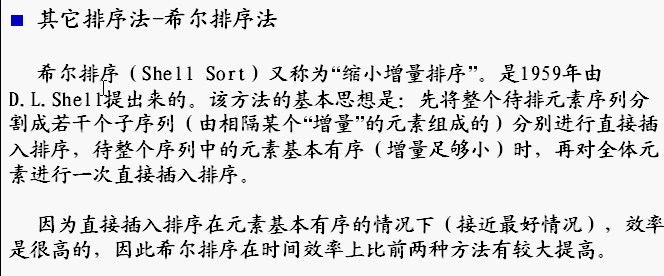 其它排序法-希尔排序法
希尔排序（Shell Sort）又称为“缩小增量排序”。是1959年由
D.L.Shell提出来的。该方法的基本思想是：先将整个待排元素序列分
割成若干个子序列（由相隔某个“增量”的元素组成的）分别进行直接插
入排序，待整个序列中的元素基本有序（增量足够小）时，再对全体元
素进行一次直接插入排序。
因为直接插入排序在元素基本有序的情况下（接近最好情况），效率
是很高的，因此希尔排序在时间效率上比前两种方法有较大提高。